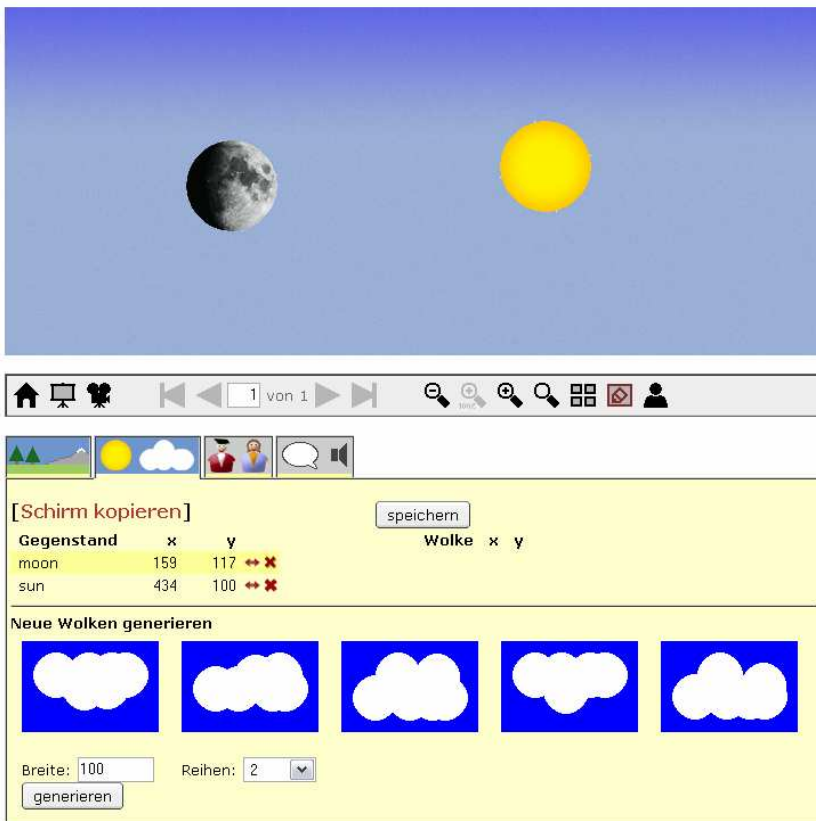 1 von 1
[Schirm kopieren]
speichern
Gegenstand x y
Wolke x y
moon 159 117
sun 434 100
Neue Wolken generieren
Breite: 100 Reihen: 2
generieren